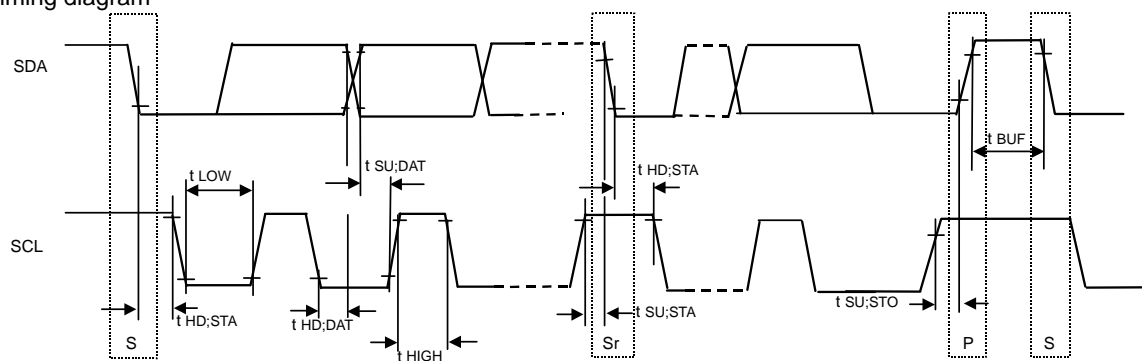 ming diagram
SDA
t BUF
t SU;DAT
t HD;STA
t LOW
SCL
t SU;STO
t SU;STA
t HD;STA
t HD;DAT
t HIGH
S
Sr
P
S